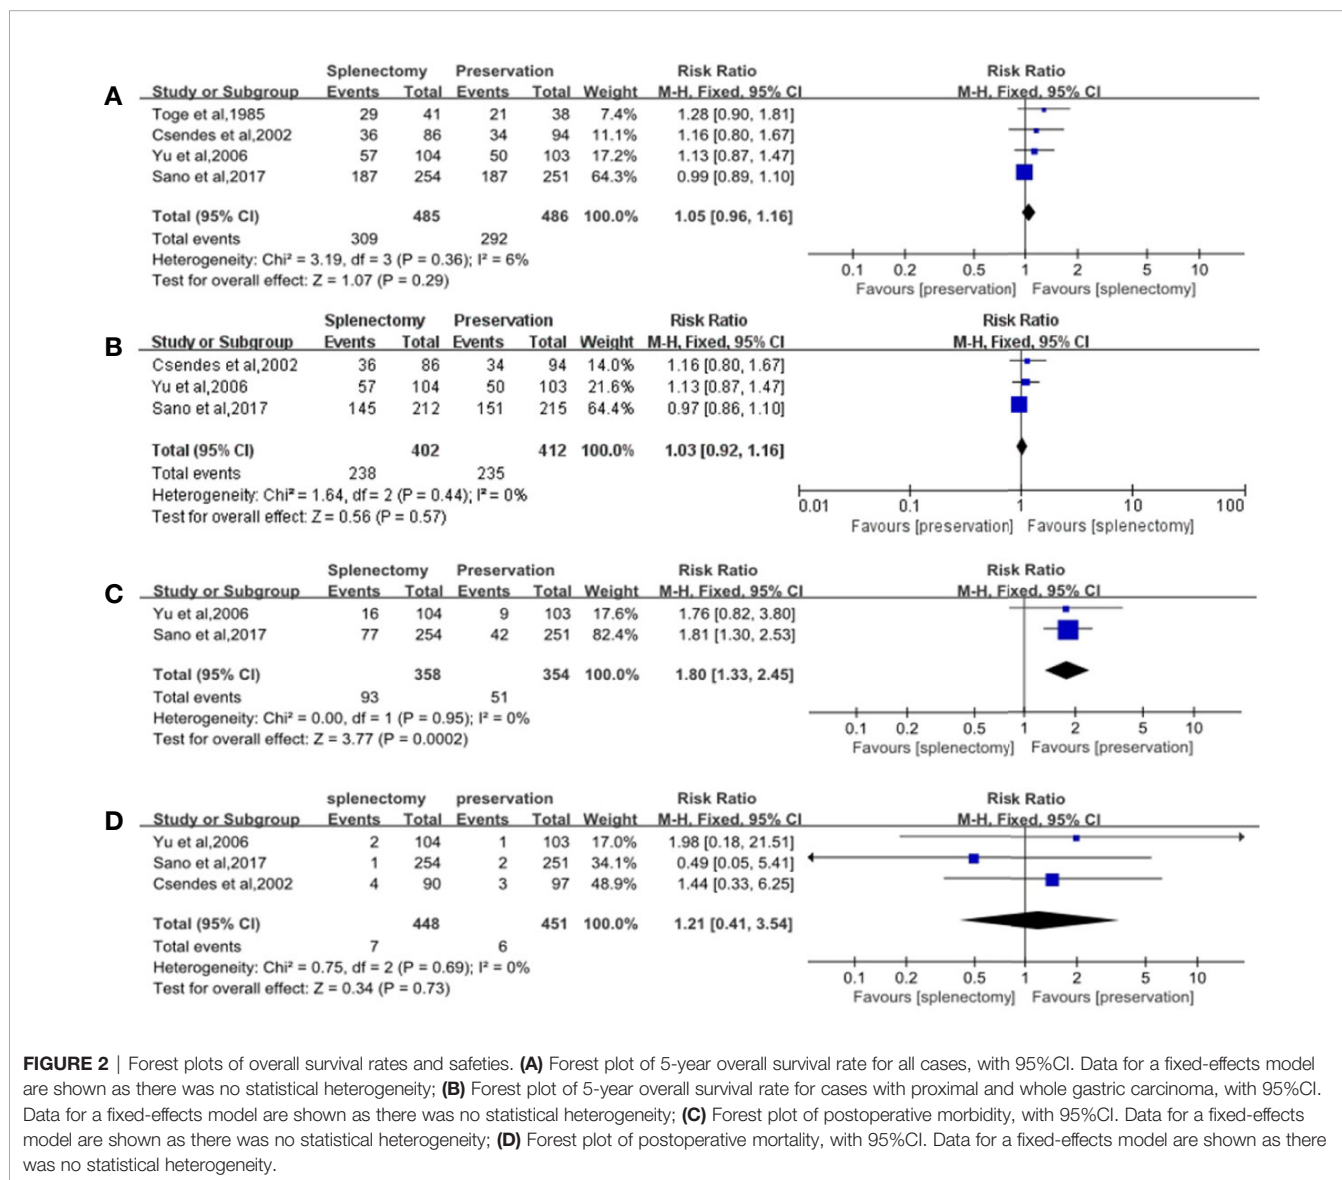 A
Splenectomy Preservation Risk Ratio Risk Ratio
Study or Subgroup Events Total Events Total Weight M-H, Fixed, 95% CI M-H, Fixed, 95% CI
Toge et al,1985 29 41 21 38 7.4% 1.28 [0.90, 1.81]
Csendes et al,2002 36 86 34 94 11.1% 1.16 [0.80, 1.67]
Yu et al,2006 57 104 50 103 17.2% 1.13 [0.87, 1.47]
Sano et al,2017 187 254 187 251 64.3% 0.99 [0.89, 1.10]
Total (95% CI) 485 486 100.0% 1.05 [0.96, 1.16]
Total events 309 292
Heterogeneity: Chi² = 3.19, df = 3 (P = 0.36); I² = 6%
Test for overall effect: Z = 1.07 (P = 0.29)
0.1 0.2 0.5 1 2 5 10
Favours [preservation] Favours [splenectomy]
B
Splenectomy Preservation Risk Ratio Risk Ratio
Study or Subgroup Events Total Events Total Weight M-H, Fixed, 95% CI M-H, Fixed, 95% CI
Csendes et al,2002 36 86 34 94 14.0% 1.16 [0.80, 1.67]
Yu et al,2006 57 104 50 103 21.6% 1.13 [0.87, 1.47]
Sano et al,2017 145 212 151 215 64.4% 0.97 [0.86, 1.10]
Total (95% CI) 402 412 100.0% 1.03 [0.92, 1.16]
Total events 238 235
Heterogeneity: Chi² = 1.64, df = 2 (P = 0.44); I² = 0%
Test for overall effect: Z = 0.56 (P = 0.57)
0.01 0.1 1 10 100
Favours [preservation] Favours [splenectomy]
C
Splenectomy Preservation Risk Ratio Risk Ratio
Study or Subgroup Events Total Events Total Weight M-H, Fixed, 95% CI M-H, Fixed, 95% CI
Yu et al,2006 16 104 9 103 17.6% 1.76 [0.82, 3.80]
Sano et al,2017 77 254 42 251 82.4% 1.81 [1.30, 2.53]
Total (95% CI) 358 354 100.0% 1.80 [1.33, 2.45]
Total events 93 51
Heterogeneity: Chi² = 0.00, df = 1 (P = 0.95); I² = 0%
Test for overall effect: Z = 3.77 (P = 0.0002)
0.1 0.2 0.5 1 2 5 10
Favours [splenectomy] Favours [preservation]
D
splenectomy preservation Risk Ratio Risk Ratio
Study or Subgroup Events Total Events Total Weight M-H, Fixed, 95% CI M-H, Fixed, 95% CI
Yu et al,2006 2 104 1 103 17.0% 1.98 [0.18, 21.51]
Sano et al,2017 1 254 2 251 34.1% 0.49 [0.05, 5.41]
Csendes et al,2002 4 90 3 97 48.9% 1.44 [0.33, 6.25]
Total (95% CI) 448 451 100.0% 1.21 [0.41, 3.54]
Total events 7 6
Heterogeneity: Chi² = 0.75, df = 2 (P = 0.69); I² = 0%
Test for overall effect: Z = 0.34 (P = 0.73)
0.1 0.2 0.5 1 2 5 10
Favours [splenectomy] Favours [preservation]
FIGURE 2 | Forest plots of overall survival rates and safeties. (A) Forest plot of 5-year overall survival rate for all cases, with 95%CI. Data for a fixed-effects model
are shown as there was no statistical heterogeneity; (B) Forest plot of 5-year overall survival rate for cases with proximal and whole gastric carcinoma, with 95%CI.
Data for a fixed-effects model are shown as there was no statistical heterogeneity; (C) Forest plot of postoperative morbidity, with 95%CI. Data for a fixed-effects
model are shown as there was no statistical heterogeneity; (D) Forest plot of postoperative mortality, with 95%CI. Data for a fixed-effects model are shown as there
was no statistical heterogeneity.